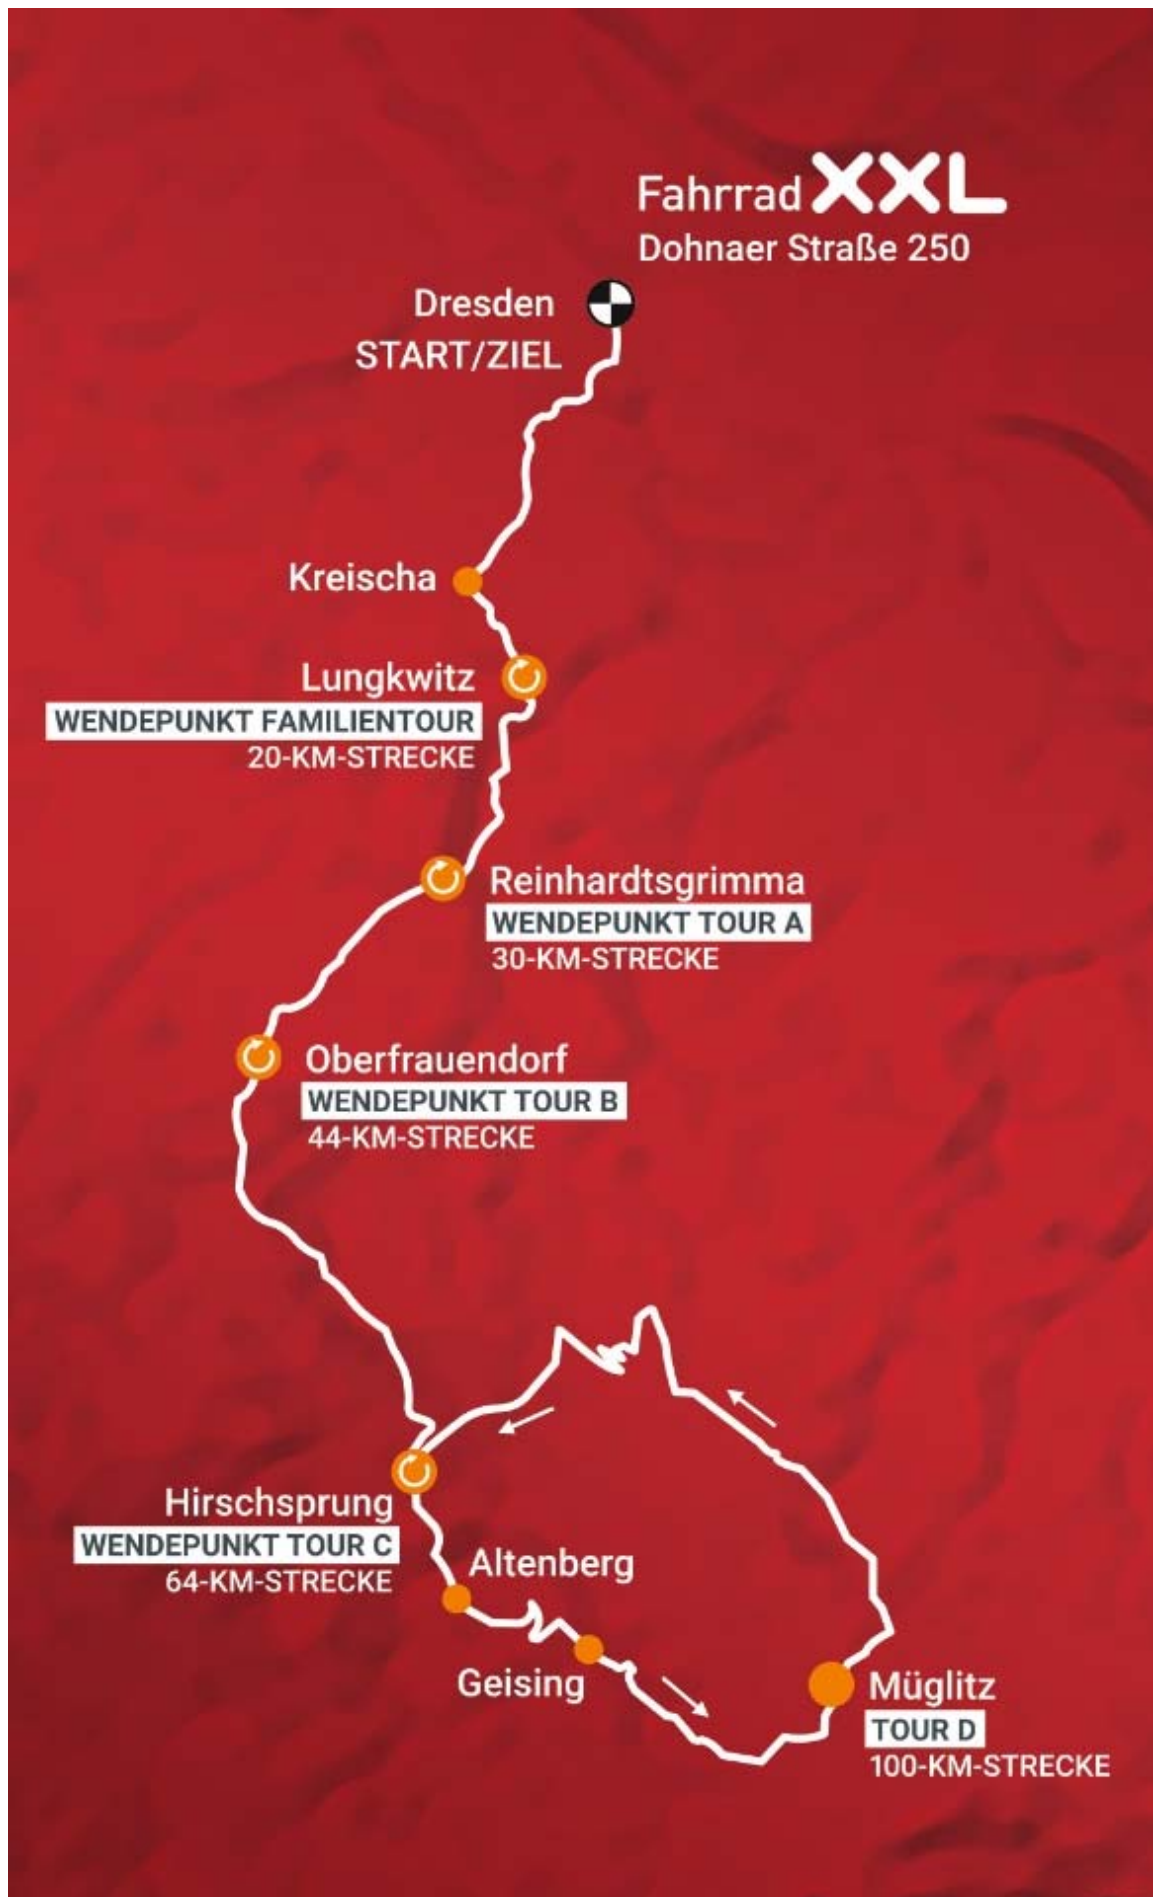 Fahrrad XXL
Dohnaer Straße 250
Dresden
START/ZIEL
Kreischa
Lungkwitz
WENDEPUNKT FAMILIENTOUR
20-KM-STRECKE
Reinhardtsgrimma
WENDEPUNKT TOUR A
30-KM-STRECKE
Oberfrauendorf
WENDEPUNKT TOUR B
44-KM-STRECKE
Hirschsprung
WENDEPUNKT TOUR C
64-KM-STRECKE
Altenberg
Geising
Müglitz
TOUR D
100-KM-STRECKE